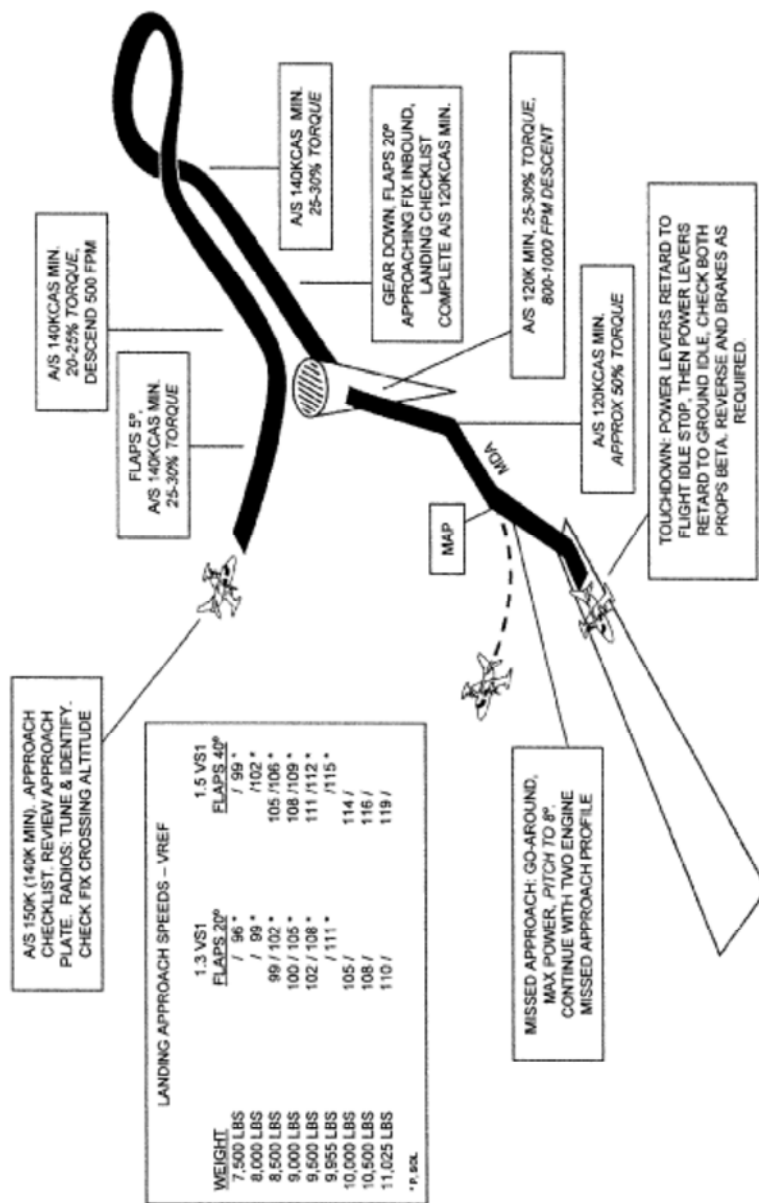 A/S 150K (140K MIN). APPROACH
CHECKLIST. REVIEW APPROACH
PLATE. RADIOS: TUNE & IDENTIFY.
CHECK FIX CROSSING ALTITUDE
FLAPS 5º,
A/S 140KCAS MIN.
25-30% TORQUE
A/S 140KCAS MIN.
20-25% TORQUE,
DESCEND 500 FPM
A/S 140KCAS MIN.
25-30% TORQUE
GEAR DOWN, FLAPS 20º
APPROACHING FIX INBOUND,
LANDING CHECKLIST
COMPLETE A/S 120KCAS MIN.
A/S 120K MIN, 25-30% TORQUE,
800-1000 FPM DESCENT
A/S 120KCAS MIN.
APPROX 50% TORQUE
MDA
MAP
TOUCHDOWN: POWER LEVERS RETARD TO
FLIGHT IDLE STOP, THEN POWER LEVERS
RETARD TO GROUND IDLE, CHECK BOTH
PROPS BETA. REVERSE AND BRAKES AS
REQUIRED.
MISSED APPROACH: GO-AROUND,
MAX POWER, PITCH TO 8º.
CONTINUE WITH TWO ENGINE
MISSED APPROACH PROFILE
LANDING APPROACH SPEEDS – VREF
1.3 VS1 1.5 VS1
WEIGHT FLAPS 20º FLAPS 40º
7,500 LBS / 96 * / 99 *
8,000 LBS / 99 * /102 *
8,500 LBS 99 / 102 * 105 /106 *
9,000 LBS 100 / 105 * 108 /109 *
9,500 LBS 102 / 108 * 111 /112 *
9,955 LBS / 111 * /115 *
10,000 LBS 105 / 114 /
10,500 LBS 108 / 116 /
11,025 LBS 110 / 119 /
* P. SOL.